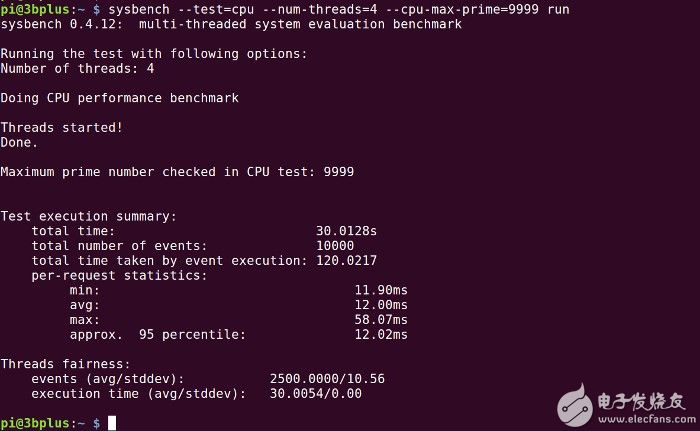 pi@3bplus:~ $ sysbench --test=cpu --num-threads=4 --cpu-max-prime=9999 run
sysbench 0.4.12:  multi-threaded system evaluation benchmark
Running the test with following options:
Number of threads: 4
Doing CPU performance benchmark
Threads started!
Done.
Maximum prime number checked in CPU test: 9999
Test execution summary:
total time: 30.0128s
total number of events: 10000
total time taken by event execution: 120.0217
per-request statistics:
min: 11.90ms
avg: 12.00ms
max: 58.07ms
approx.  95 percentile: 12.02ms
Threads fairness:
events (avg/stddev): 2500.0000/10.56
execution time (avg/stddev): 30.0054/0.00
pi@3bplus:~ $
电子发烧友
www.elecfans.com